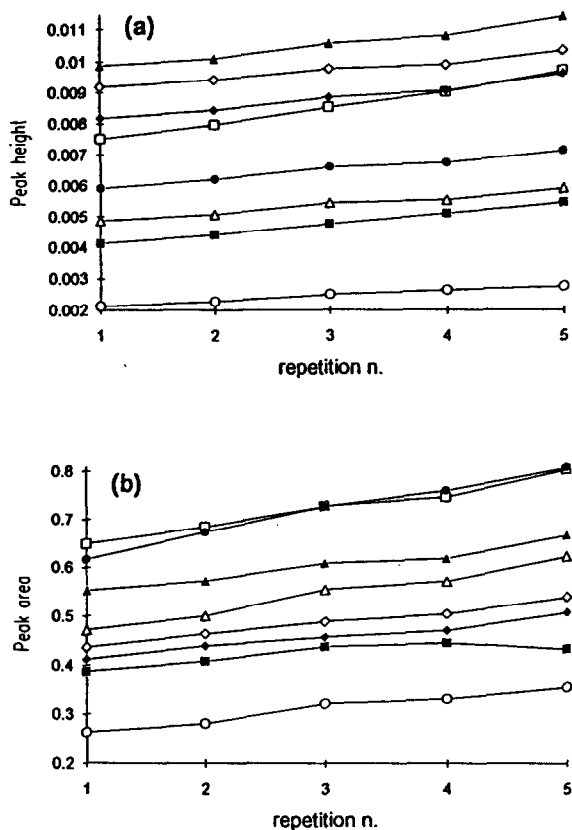 (a)
0.011
0.01
0.009
0.008
0.007
0.006
0.005
0.004
0.003
0.002
Peak height
1 2 3 4 5
repetition n.
(b)
0.8
0.7
0.6
0.5
0.4
0.3
0.2
Peak area
1 2 3 4 5
repetition n.